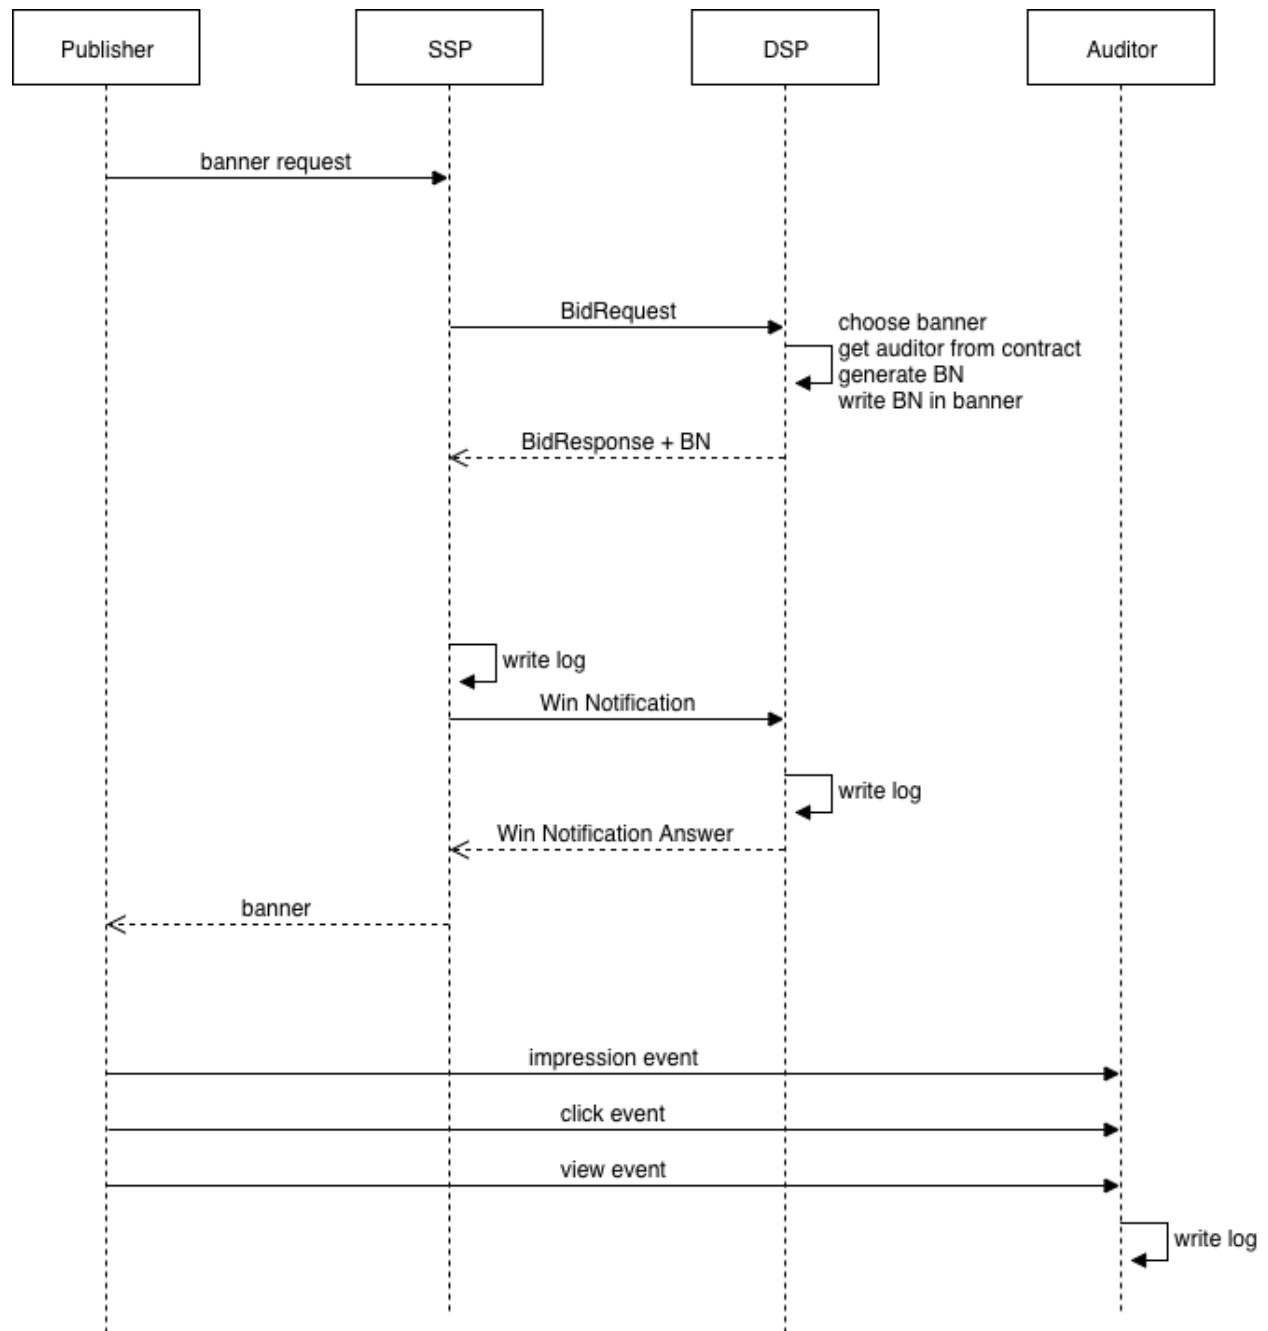 Publisher
SSP
DSP
Auditor
banner request
BidRequest
choose banner
get auditor from contract
generate BN
write BN in banner
BidResponse + BN
write log
Win Notification
write log
Win Notification Answer
banner
impression event
click event
view event
write log